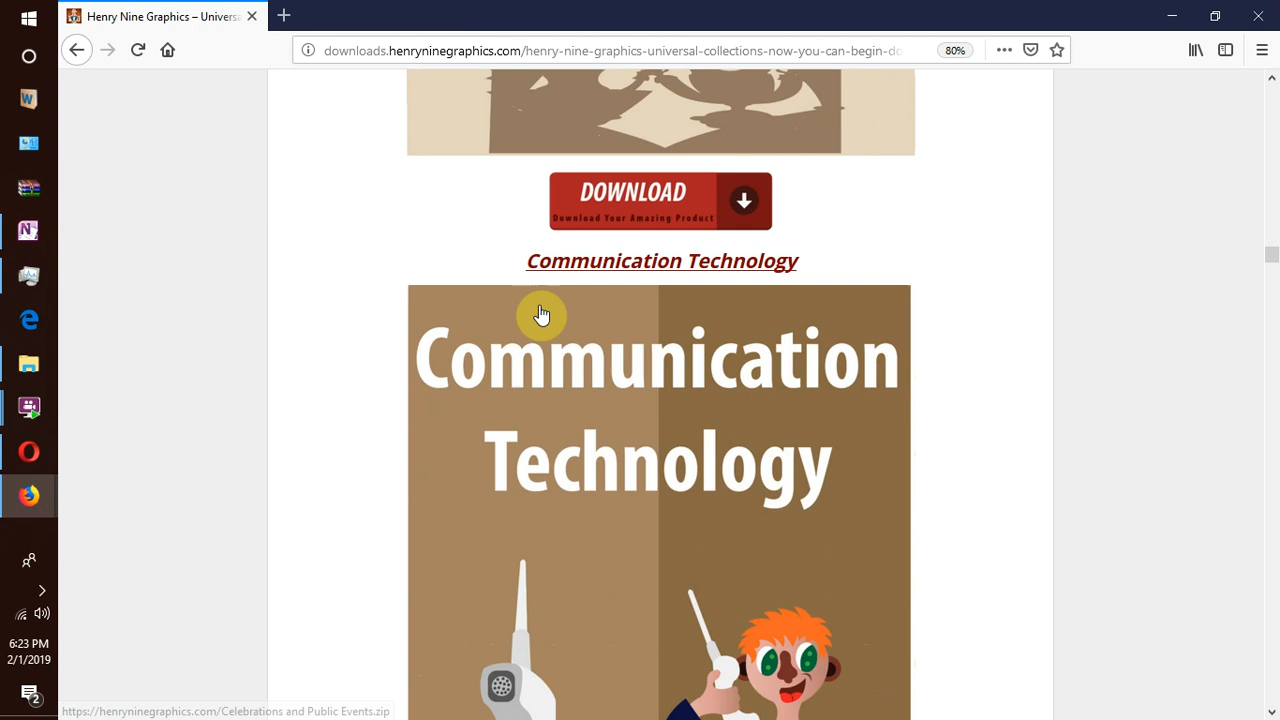 Henry Nine Graphics – Universa
downloads.henryninegraphics.com/henry-nine-graphics-universal-collections-now-you-can-begin-do
80%
DOWNLOAD
Download Your Amazing Product
Communication Technology
Communication
Technology
6:23 PM
2/1/2019
2
https://henryninegraphics.com/Celebrations and Public Events.zip